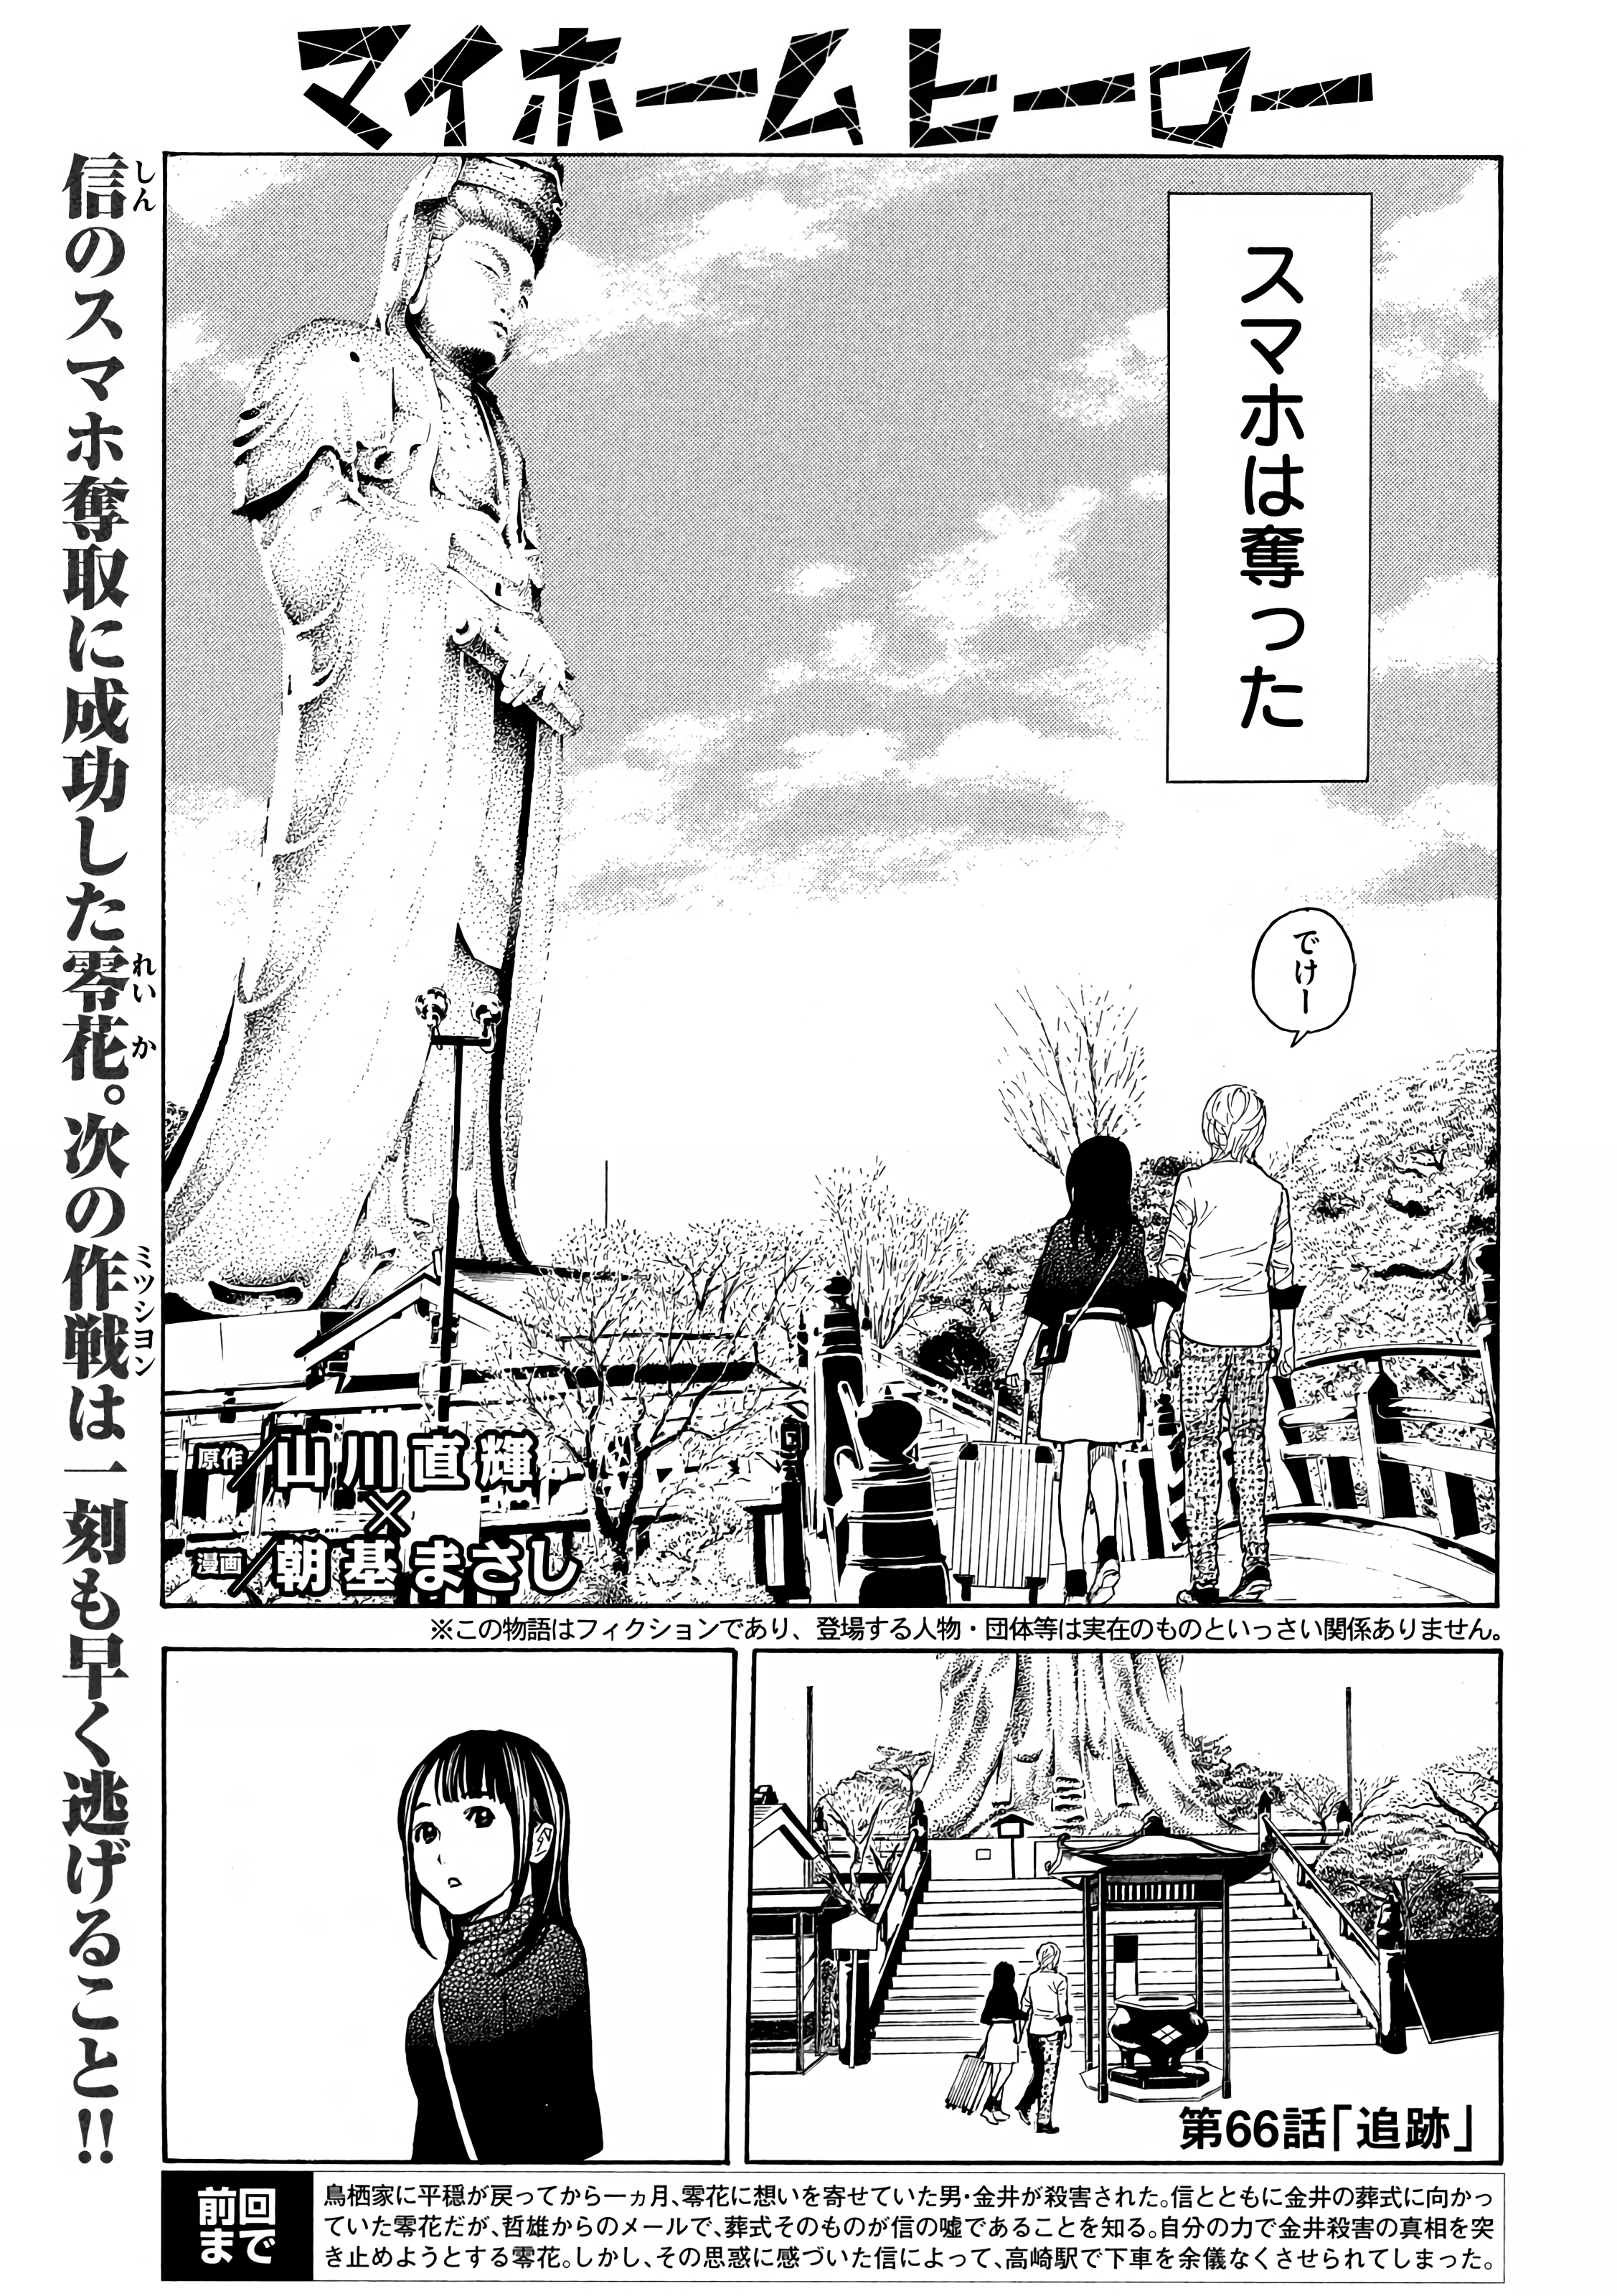 マイホームヒーロー
スマホは奪った
でけー
信のスマホ奪取に成功した零花。次の作戦は一刻も早く逃げること!!
しん
れいか
ミッション
原作／山川直輝
×
漫画／朝基まさし
※この物語はフィクションであり、登場する人物・団体等は実在のものといっさい関係ありません。
第66話「追跡」
前回まで
鳥栖家に平穏が戻ってから一ヵ月、零花に想いを寄せていた男・金井が殺害された。信とともに金井の葬式に向かっ
ていた零花だが、哲雄からのメールで、葬式そのものが信の嘘であることを知る。自分の力で金井殺害の真相を突
き止めようとする零花。しかし、その思惑に感づいた信によって、高崎駅で下車を余儀なくさせられてしまった。